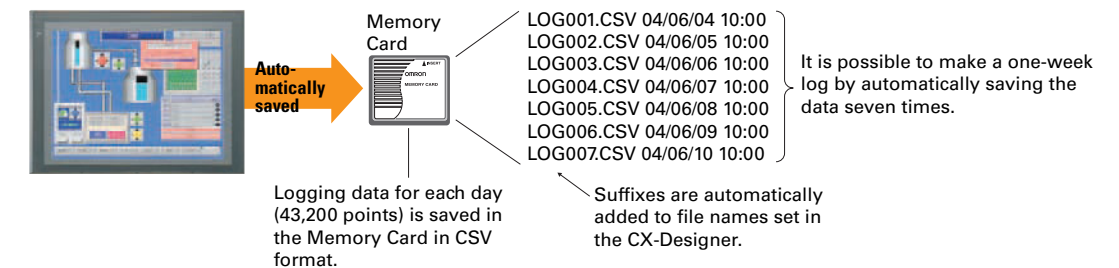 Auto-
matically
saved
Memory
Card
INSERT
OMRON
MEMORY CARD
LOG001.CSV 04/06/04 10:00
LOG002.CSV 04/06/05 10:00
LOG003.CSV 04/06/06 10:00
LOG004.CSV 04/06/07 10:00
LOG005.CSV 04/06/08 10:00
LOG006.CSV 04/06/09 10:00
LOG007.CSV 04/06/10 10:00
It is possible to make a one-week
log by automatically saving the
data seven times.
Logging data for each day
(43,200 points) is saved in
the Memory Card in CSV
format.
Suffixes are automatically
added to file names set in
the CX-Designer.